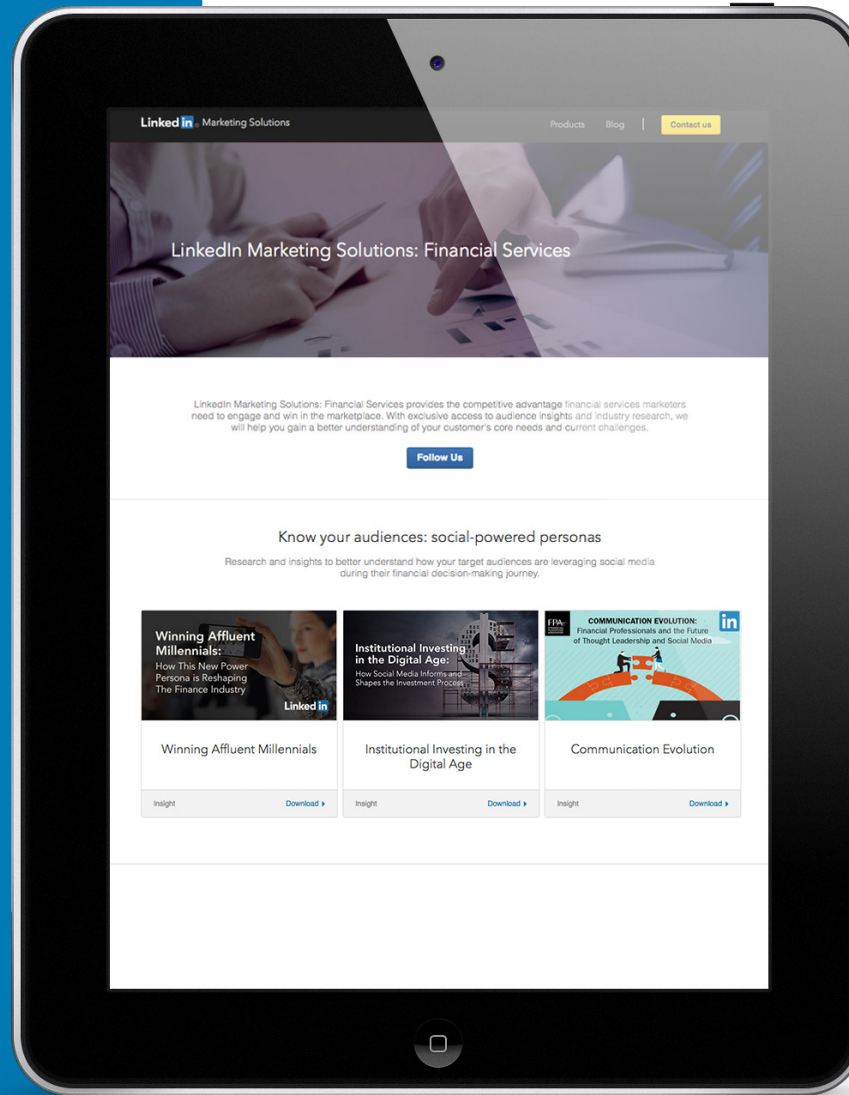 Linked in Marketing Solutions
Products Blog Contact us
LinkedIn Marketing Solutions: Financial Services
LinkedIn Marketing Solutions: Financial Services provides the competitive advantage financial services marketers
need to engage and win in the marketplace. With exclusive access to audience insights and industry research, we
will help you gain a better understanding of your customer's core needs and current challenges.
Follow Us
Know your audiences: social-powered personas
Research and insights to better understand how your target audiences are leveraging social media
during their financial decision-making journey.
Winning Affluent
Millennials:
How This New Power
Persona is Reshaping
The Finance Industry
Linked in
Winning Affluent Millennials
Insight Download
Institutional Investing
in the Digital Age:
How Social Media Informs and
Shapes the Investment Process
Institutional Investing in the
Digital Age
Insight Download
FPA
COMMUNICATION EVOLUTION:
Financial Professionals and the Future
of Thought Leadership and Social Media
in
Communication Evolution
Insight Download